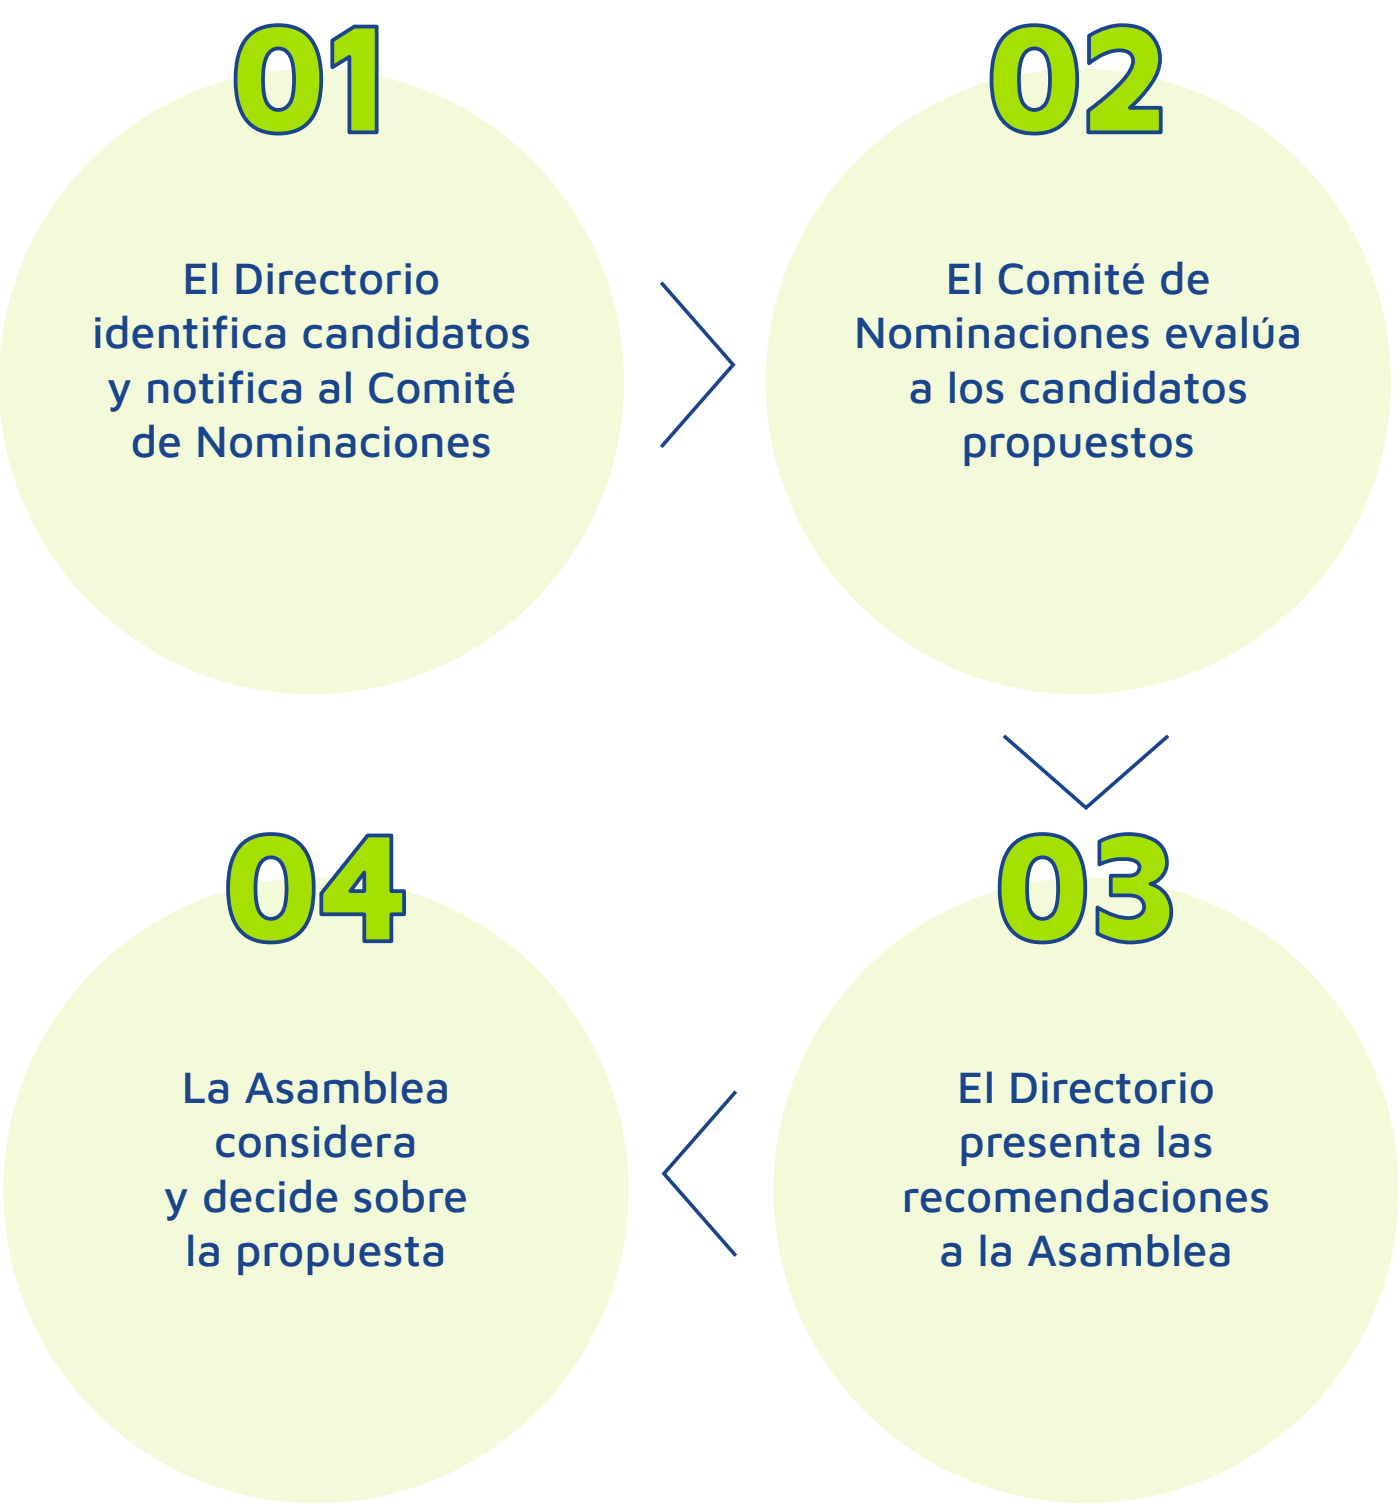 01
El Directorio
identifica candidatos
y notifica al Comité
de Nominaciones
02
El Comité de
Nominaciones evalúa
a los candidatos
propuestos
03
El Directorio
presenta las
recomendaciones
a la Asamblea
04
La Asamblea
considera
y decide sobre
la propuesta